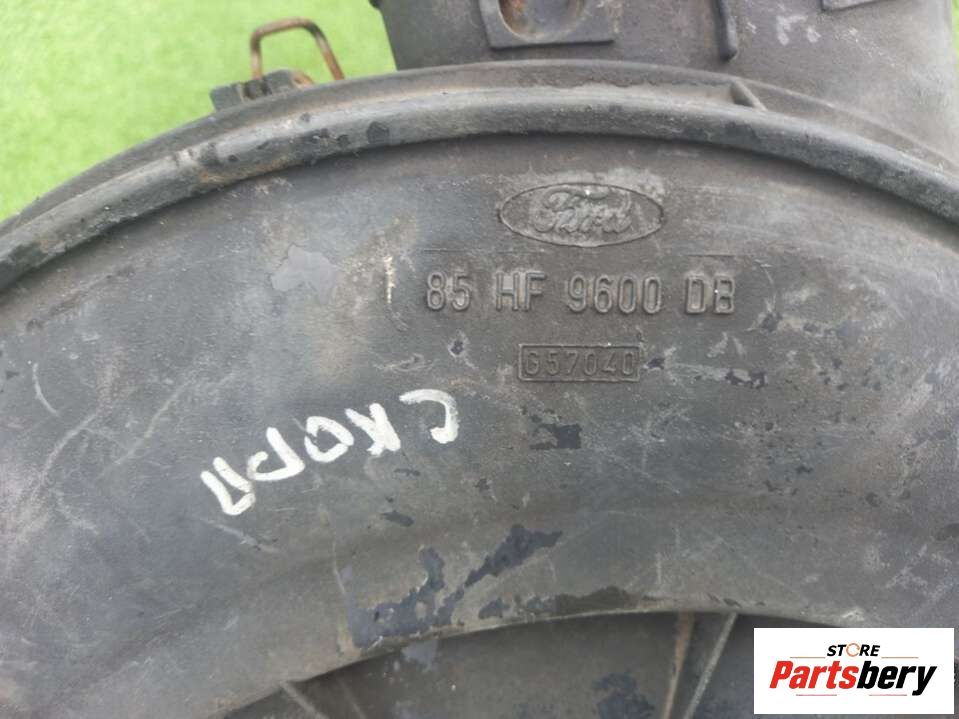 Ford
85 HF 9600 DB
G57040
СКОРП
STORE
Partsbery